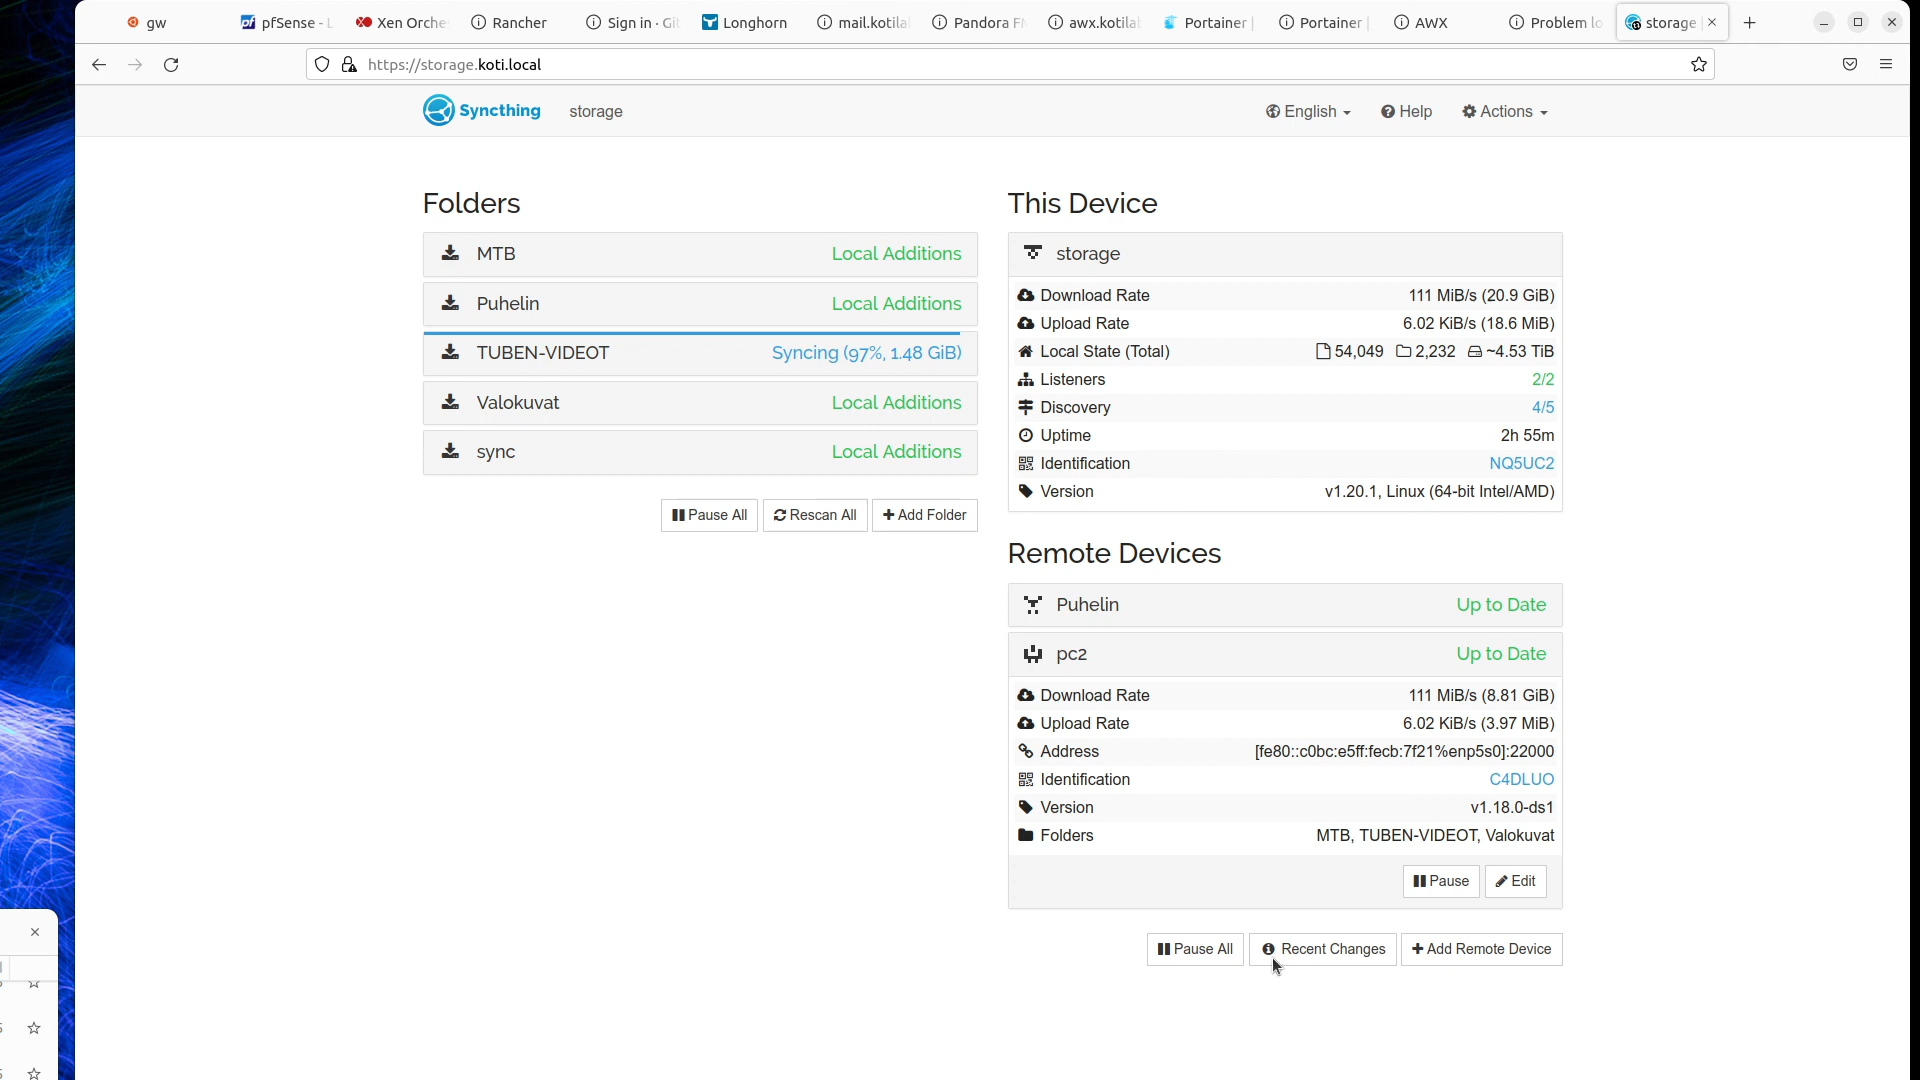 gw
pfSense - L
Xen Orche
Rancher
Sign in · Git
Longhorn
mail.kotila
Pandora F
awx.kotila
Portainer |
Portainer |
AWX
Problem lo
storage |
https://storage.koti.local
Syncthing
storage
English
Help
Actions
Folders
MTB Local Additions
Puhelin Local Additions
TUBEN-VIDEOT Syncing (97%, 1.48 GiB)
Valokuvat Local Additions
sync Local Additions
Pause All
Rescan All
Add Folder
This Device
storage
Download Rate 111 MiB/s (20.9 GiB)
Upload Rate 6.02 KiB/s (18.6 MiB)
Local State (Total) 54,049 2,232 ~4.53 TiB
Listeners 2/2
Discovery 4/5
Uptime 2h 55m
Identification NQ5UC2
Version v1.20.1, Linux (64-bit Intel/AMD)
Remote Devices
Puhelin Up to Date
pc2 Up to Date
Download Rate 111 MiB/s (8.81 GiB)
Upload Rate 6.02 KiB/s (3.97 MiB)
Address [fe80::c0bc:e5ff:fecb:7f21%enp5s0]:22000
Identification C4DLUO
Version v1.18.0-ds1
Folders MTB, TUBEN-VIDEOT, Valokuvat
Pause
Edit
Pause All
Recent Changes
Add Remote Device